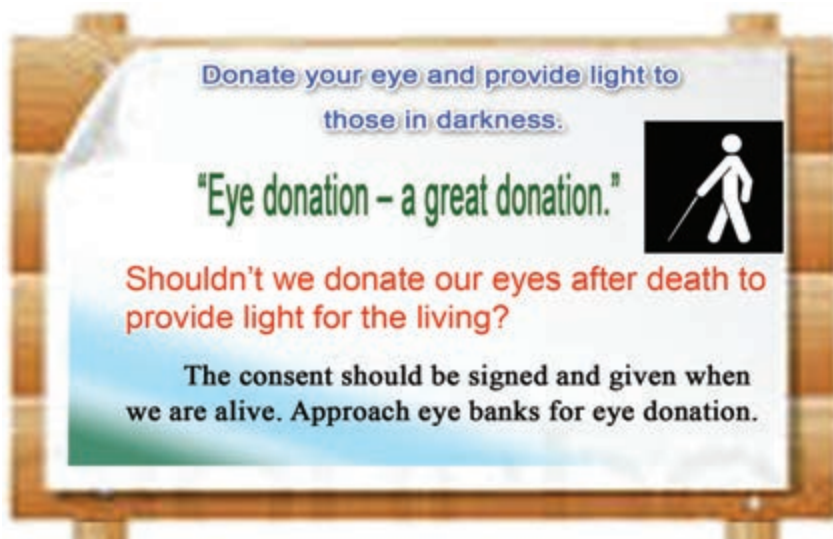 Donate your eye and provide light to
those in darkness.
“Eye donation – a great donation.”
Shouldn’t we donate our eyes after death to
provide light for the living?
The consent should be signed and given when
we are alive. Approach eye banks for eye donation.